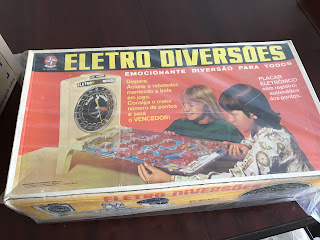 ELETRO DIVERSÕES
EMOCIONANTE DIVERSÃO PARA TODOS
Dispare.
Acione o rebatedor,
mantendo a bola
em jogo.
Consiga o maior
número de pontos
e será
o VENCEDOR!
PLACAR
ELETRÔNICO
com registro
automático
dos pontos.
ELETRO DIVERSÕES